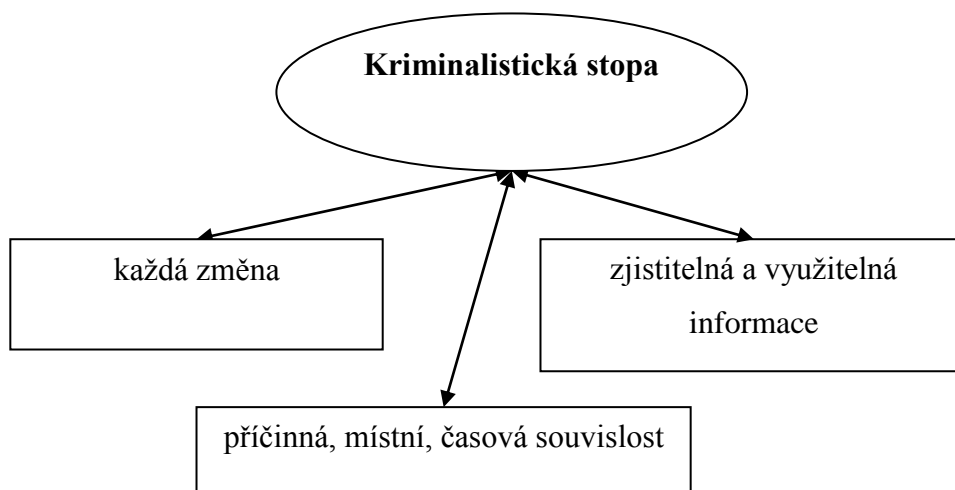 Kriminalistická stopa
každá změna
zjistitelná a využitelná
informace
příčinná, místní, časová souvislost